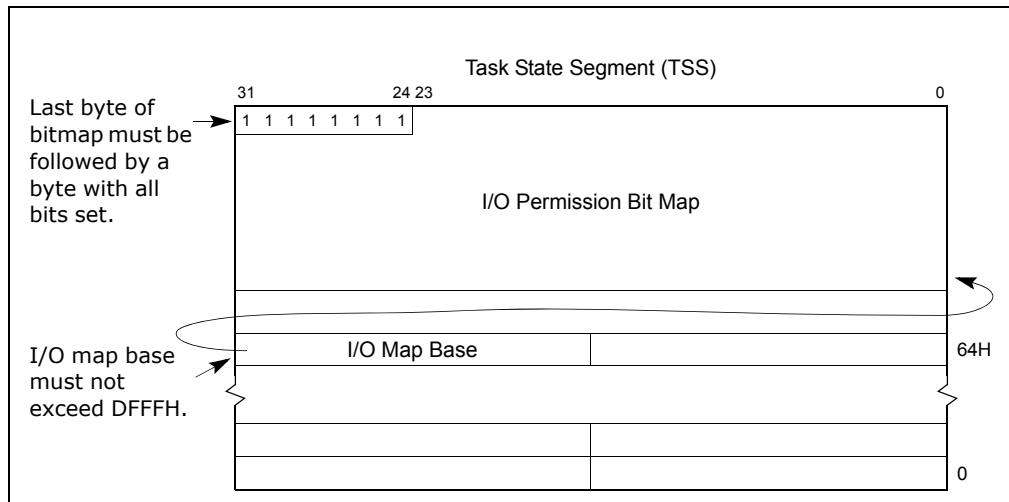 Task State Segment (TSS)
31 24 23 0
Last byte of
bitmap must be
followed by a
byte with all
bits set.
1 1 1 1 1 1 1 1
I/O Permission Bit Map
I/O map base
must not
exceed DFFFH.
I/O Map Base
64H
0